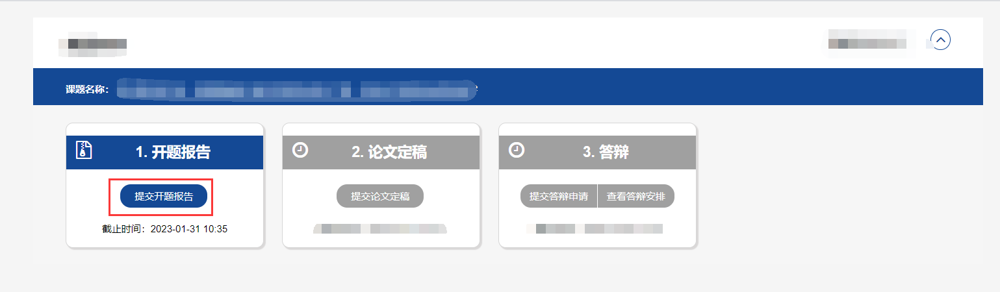 课题名称：
1. 开题报告
提交开题报告
截止时间：2023-01-31 10:35
2. 论文定稿
提交论文定稿
3. 答辩
提交答辩申请 查看答辩安排